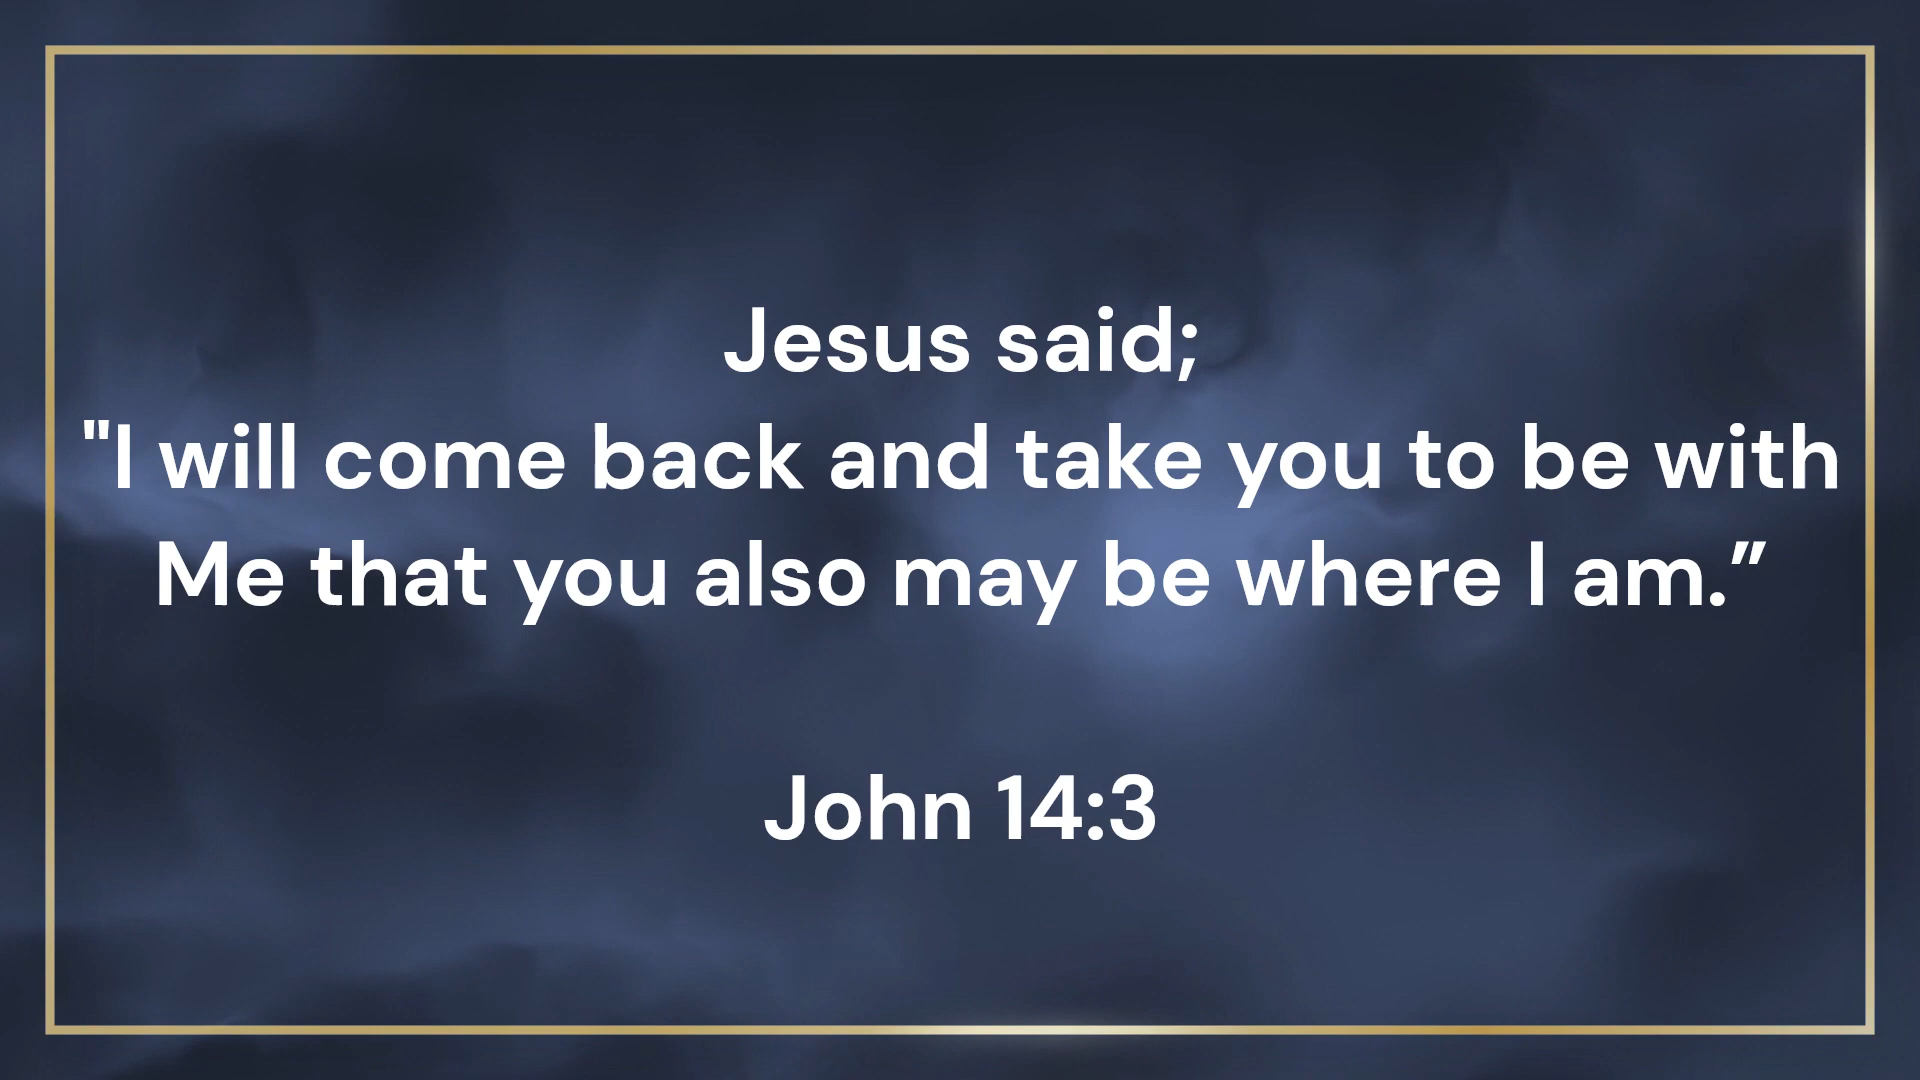 Jesus said;
"I will come back and take you to be with
Me that you also may be where I am.”
John 14:3